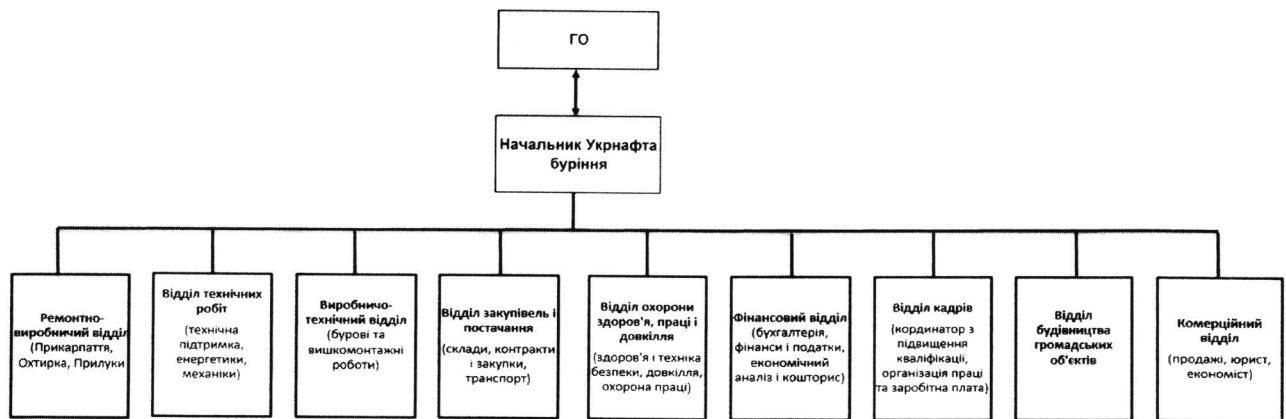 ГО
Начальник Укрнафта
буріння
Ремонтно-
виробничий відділ
(Прикарпаття,
Охтирка, Прилуки
Відділ технічних
робіт
(технічна
підтримка,
енергетики,
механіки)
Виробничо-
технічний відділ
(бурові та
вишкомонтажні
роботи)
Відділ закупівель і
постачання
(склади, контракти
і закупки,
транспорт)
Відділ охорони
здоров'я, праці і
довкілля
(здоров'я і техніка
безпеки, довкілля,
охорона праці)
Фінансовий відділ
(бухгалтерія,
фінанси і податки,
економічний
аналіз і кошторис)
Відділ кадрів
(кординатор з
підвищення
кваліфікації,
організація праці
та заробітна плата)
Відділ
будівництва
громадських
об'єктів
Комерційний
відділ
(продажі, юрист,
економіст)